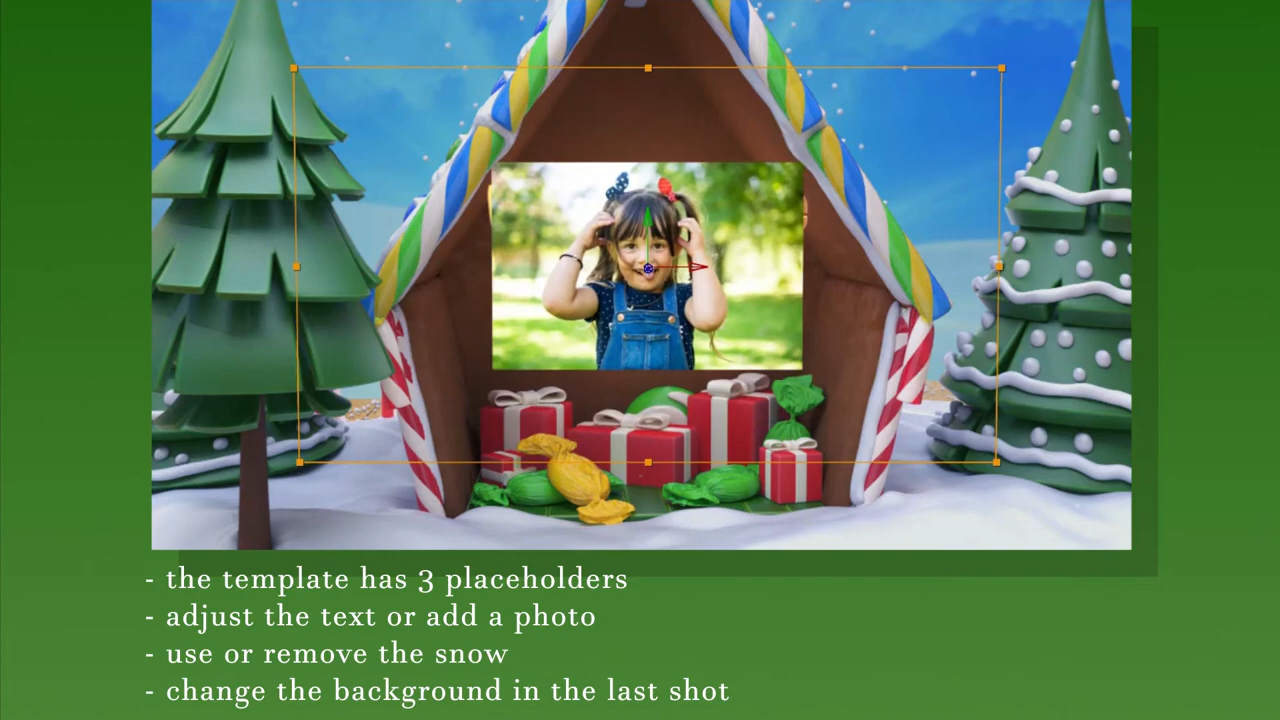 - the template has 3 placeholders
- adjust the text or add a photo
- use or remove the snow
- change the background in the last shot